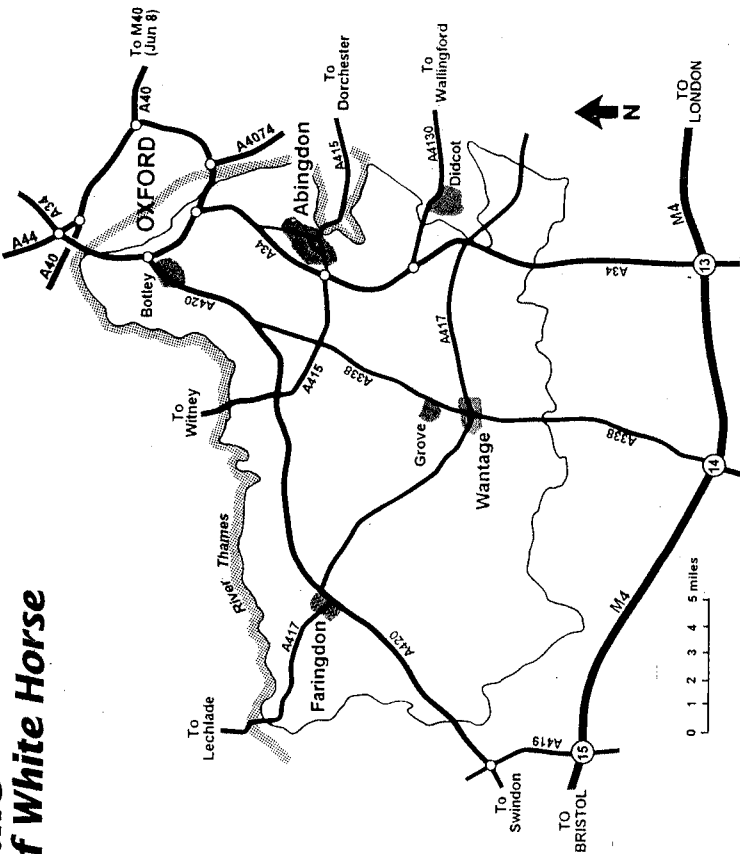 f White Horse
To M40
(Jun 8)
A40
A34
A44
A40
OXFORD
A4074
Botley
A420
A34
Abingdon
To
Dorchester
A415
To
Wallingford
A4130
Didcot
N
To
Witney
A415
A338
A417
Grove
Wantage
River Thames
To
Lechlade
A417
Faringdon
A420
A338
A34
TO
LONDON
M4
13
14
M4
To
Swindon
A419
15
TO
BRISTOL
0 1 2 3 4 5 miles